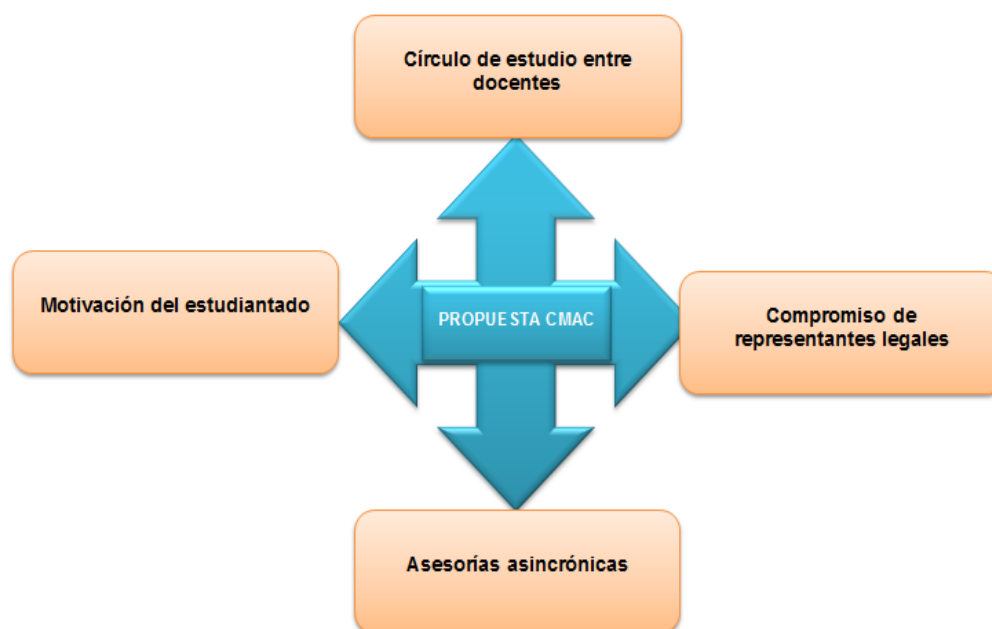 Círculo de estudio entre
docentes
Motivación del estudiantado
PROPUESTA CMAC
Compromiso de
representantes legales
Asesorías asincrónicas